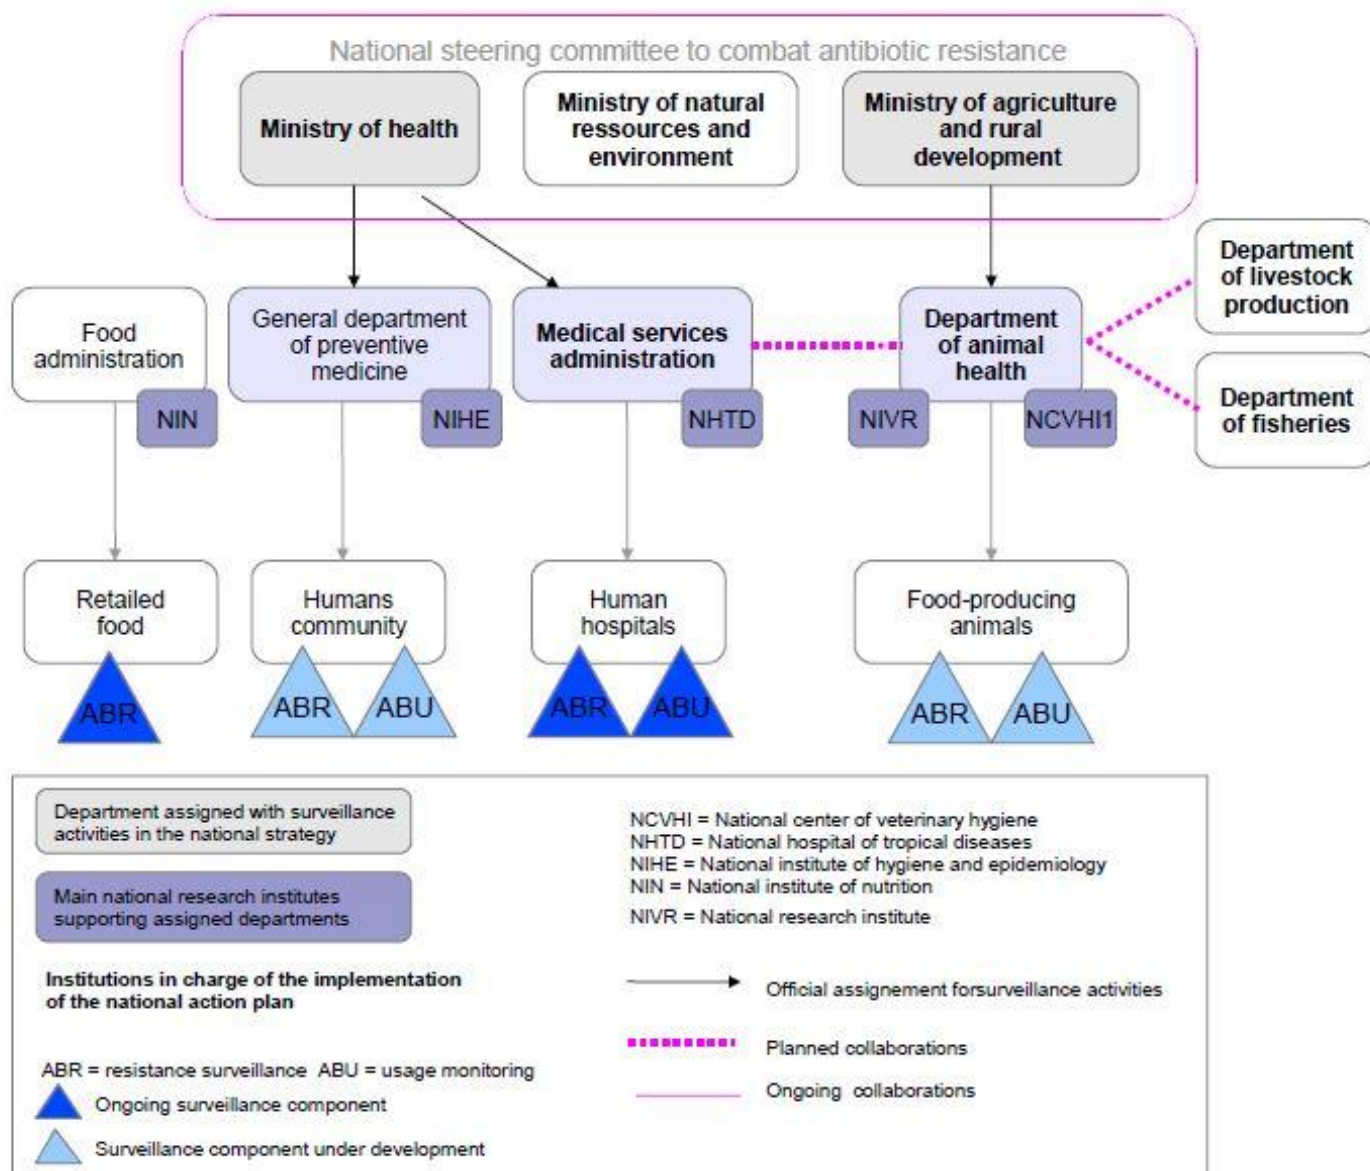 National steering committee to combat antibiotic resistance
Ministry of health
Ministry of natural
ressources and
environment
Ministry of agriculture
and rural
development
Department
of livestock
production
Food
administration
General department
of preventive
medicine
Medical services
administration
Department
of animal
health
Department
of fisheries
NIN
NIHE
NHTD
NIVR
NCVHI1
Retailed
food
Humans
community
Human
hospitals
Food-producing
animals
ABR
ABR
ABU
ABR
ABU
ABR
ABU
Department assigned with surveillance
activities in the national strategy
Main national research institutes
supporting assigned departments
Institutions in charge of the implementation
of the national action plan
ABR = resistance surveillance ABU = usage monitoring
Ongoing surveillance component
Surveillance component under development
NCVHI = National center of veterinary hygiene
NHTD = National hospital of tropical diseases
NIHE = National institute of hygiene and epidemiology
NIN = National institute of nutrition
NIVR = National research institute
Official assignement forsurveillance activities
Planned collaborations
Ongoing collaborations